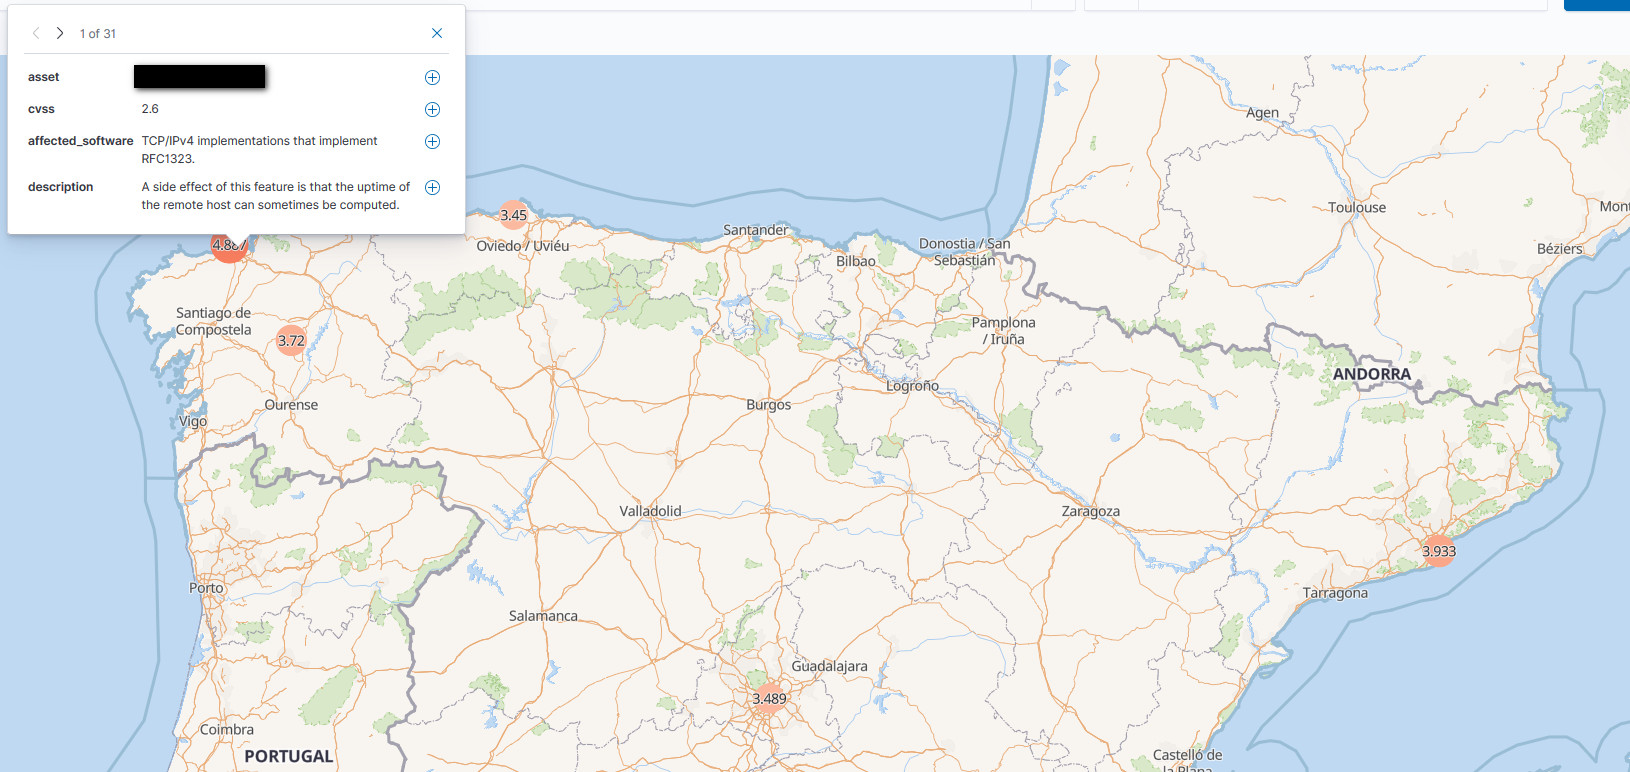 1 of 31
asset
cvss 2.6
affected_software TCP/IPv4 implementations that implement
RFC1323.
description A side effect of this feature is that the uptime of
the remote host can sometimes be computed.
4.887
3.45
Oviedo / Uviéu
Santander
Bilbao
Donostia / San
Sebastián
Agen
Toulouse
Mont
Béziers
Santiago de
Compostela
3.72
Pamplona
/ Iruña
ANDORRA
Logroño
Ourense
Burgos
Vigo
Valladolid
Zaragoza
3.933
Porto
Tarragona
Salamanca
Guadalajara
3.489
Coimbra
PORTUGAL
Castelló de
la Plana